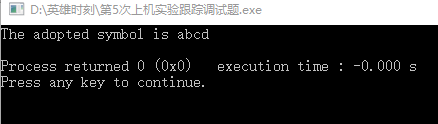 D:\英雄时刻\第5次上机实验跟踪调试题.exe
The adopted symbol is abcd
Process returned 0 (0x0)   execution time : -0.000 s
Press any key to continue.